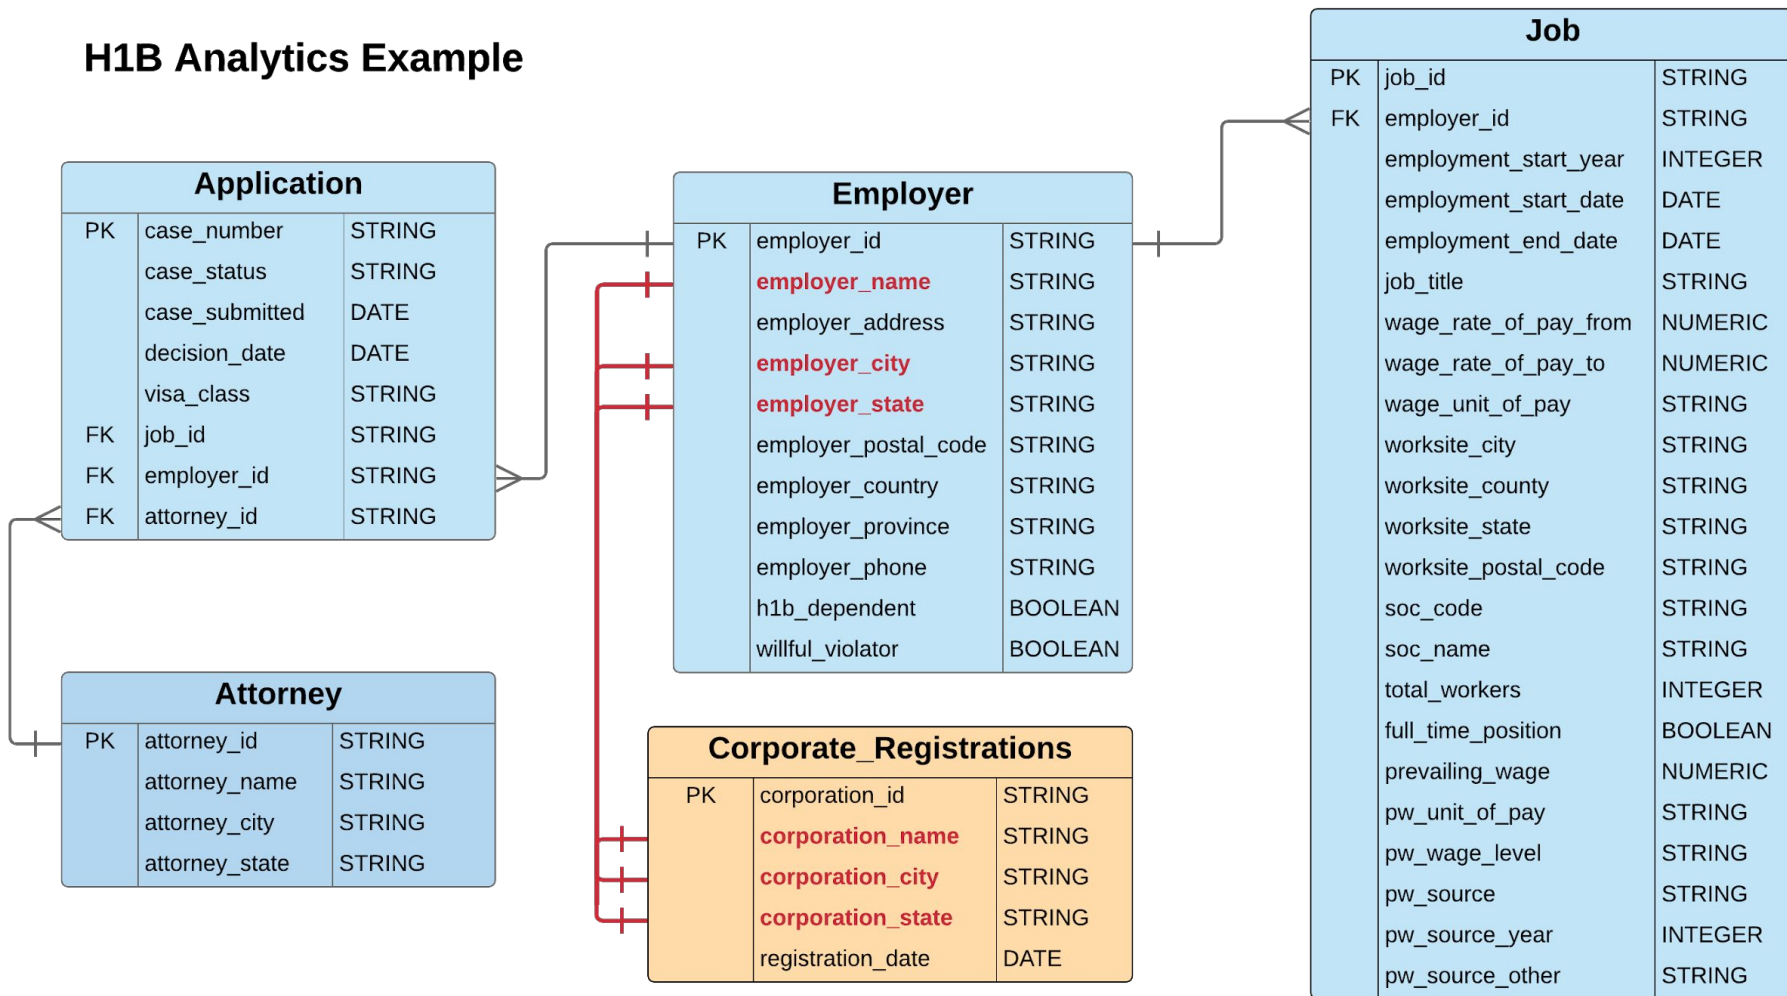 H1B Analytics Example
Application
PK case_number STRING
case_status STRING
case_submitted DATE
decision_date DATE
visa_class STRING
FK job_id STRING
FK employer_id STRING
FK attorney_id STRING
Attorney
PK attorney_id STRING
attorney_name STRING
attorney_city STRING
attorney_state STRING
Employer
PK employer_id STRING
employer_name STRING
employer_address STRING
employer_city STRING
employer_state STRING
employer_postal_code STRING
employer_country STRING
employer_province STRING
employer_phone STRING
h1b_dependent BOOLEAN
willful_violator BOOLEAN
Corporate_Registrations
PK corporation_id STRING
corporation_name STRING
corporation_city STRING
corporation_state STRING
registration_date DATE
Job
PK job_id STRING
FK employer_id STRING
employment_start_year INTEGER
employment_start_date DATE
employment_end_date DATE
job_title STRING
wage_rate_of_pay_from NUMERIC
wage_rate_of_pay_to NUMERIC
wage_unit_of_pay STRING
worksite_city STRING
worksite_county STRING
worksite_state STRING
worksite_postal_code STRING
soc_code STRING
soc_name STRING
total_workers INTEGER
full_time_position BOOLEAN
prevailing_wage NUMERIC
pw_unit_of_pay STRING
pw_wage_level STRING
pw_source STRING
pw_source_year INTEGER
pw_source_other STRING